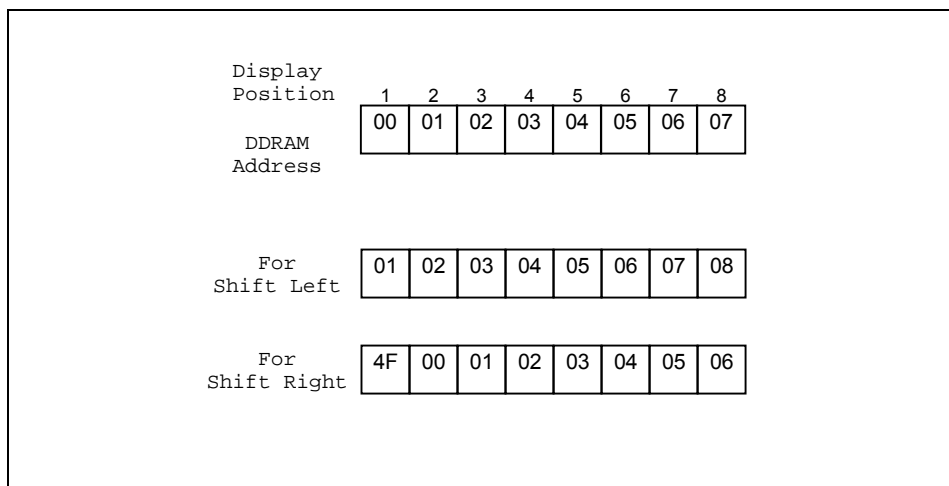 Display
Position 1 2 3 4 5 6 7 8
00 01 02 03 04 05 06 07
DDRAM
Address
For
Shift Left
01 02 03 04 05 06 07 08
For
Shift Right
4F 00 01 02 03 04 05 06